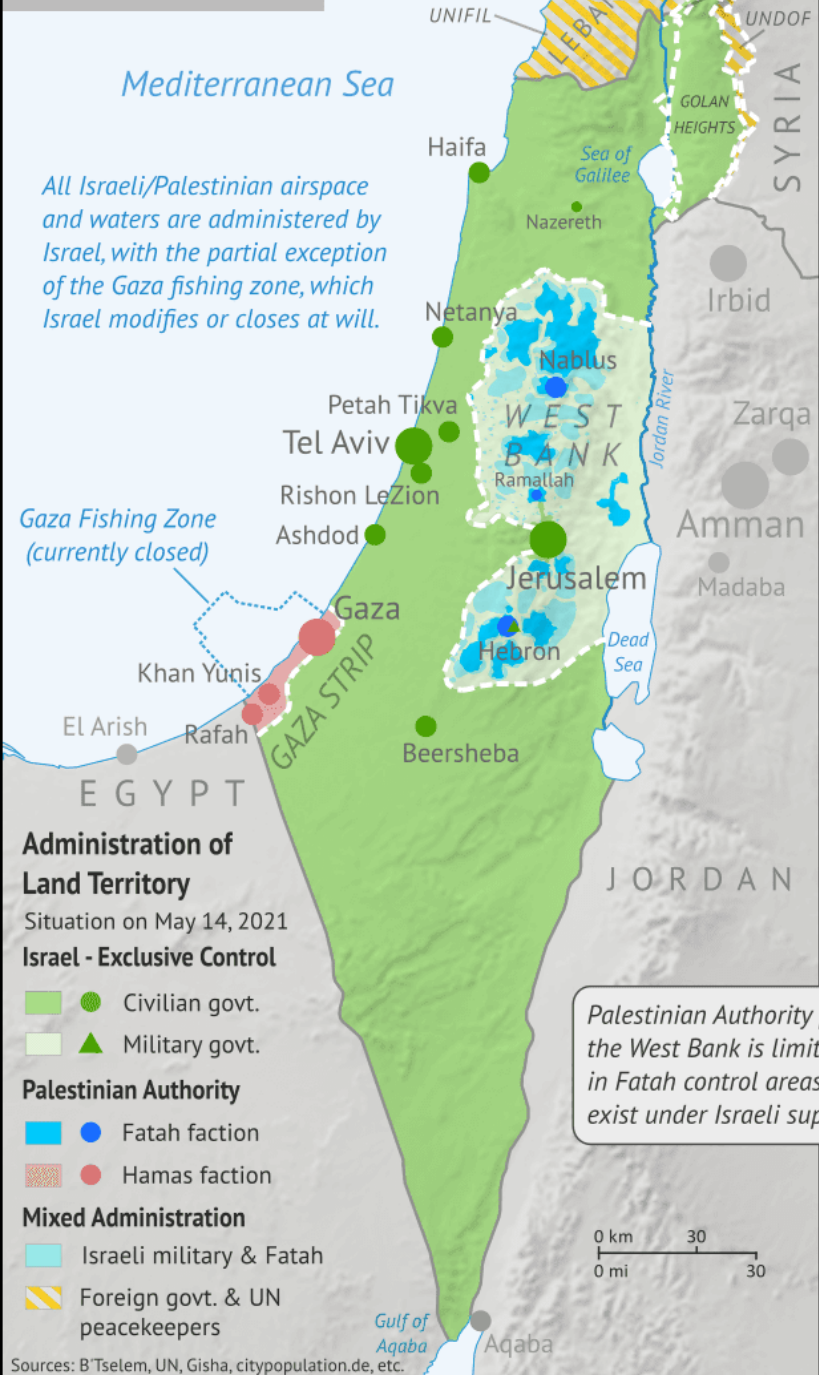 UNIFIL
LEBA
UNDOF
SYRIA
Mediterranean Sea
GOLAN
HEIGHTS
Haifa
Sea of
Galilee
All Israeli/Palestinian airspace
and waters are administered by
Israel, with the partial exception
of the Gaza fishing zone, which
Israel modifies or closes at will.
Nazereth
Irbid
Netanya
Nablus
Jordan River
Petah Tikva
WEST
BANK
Zarqa
Tel Aviv
Ramallah
Rishon LeZion
Gaza Fishing Zone
(currently closed)
Ashdod
Amman
Jerusalem
Madaba
Gaza
Dead
Sea
Hebron
Khan Yunis
GAZA STRIP
El Arish
Rafah
Beersheba
EGYPT
JORDAN
Administration of
Land Territory
Situation on May 14, 2021
Israel - Exclusive Control
Civilian govt.
Military govt.
Palestinian Authority
Fatah faction
Hamas faction
Mixed Administration
Israeli military & Fatah
Foreign govt. & UN
peacekeepers
Palestinian Authority
the West Bank is limit
in Fatah control areas
exist under Israeli sup
0 km 30
0 mi 30
Gulf of
Aqaba
Aqaba
Sources: B'Tselem, UN, Gisha, citypopulation.de, etc.